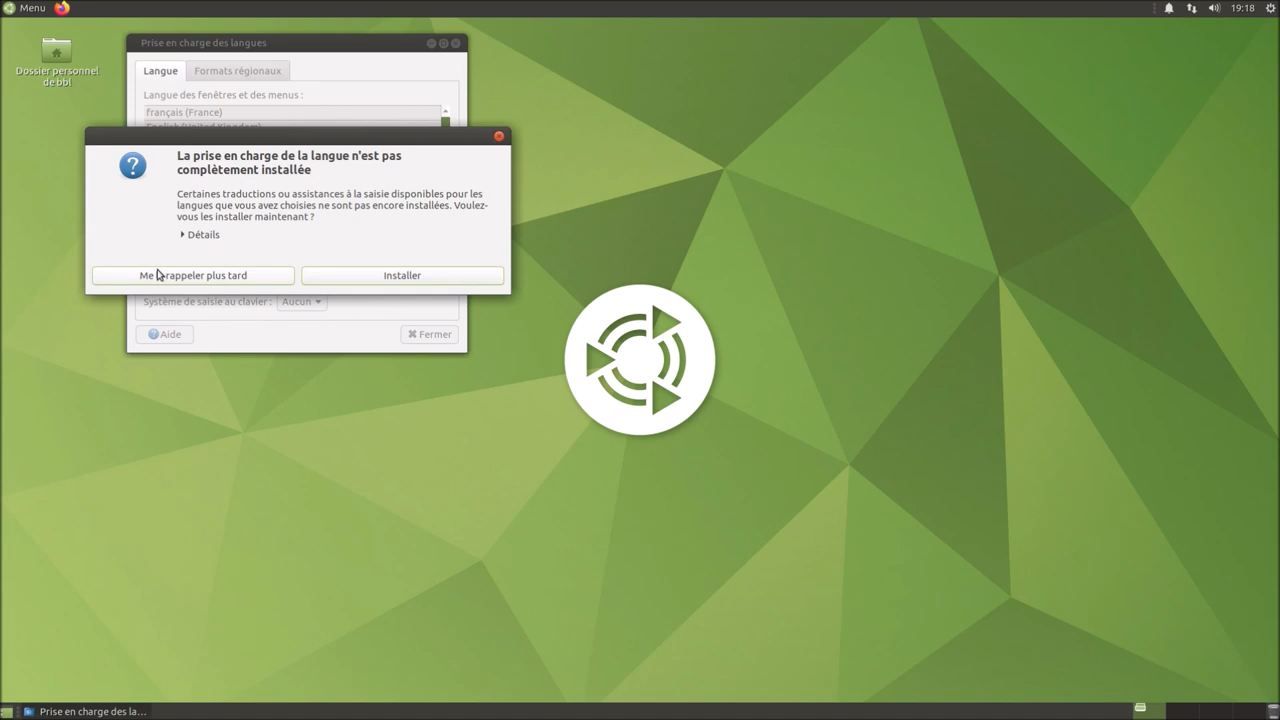 Menu
19:18
Dossier personnel
de bbl
Prise en charge des langues
Langue
Formats régionaux
Langue des fenêtres et des menus :
français (France)
English (United Kingdom)
La prise en charge de la langue n'est pas
complètement installée
Certaines traductions ou assistances à la saisie disponibles pour les
langues que vous avez choisies ne sont pas encore installées. Voulez-
vous les installer maintenant ?
Détails
Me rappeler plus tard
Installer
Système de saisie au clavier :
Aucun
Aide
Fermer
Prise en charge des la...